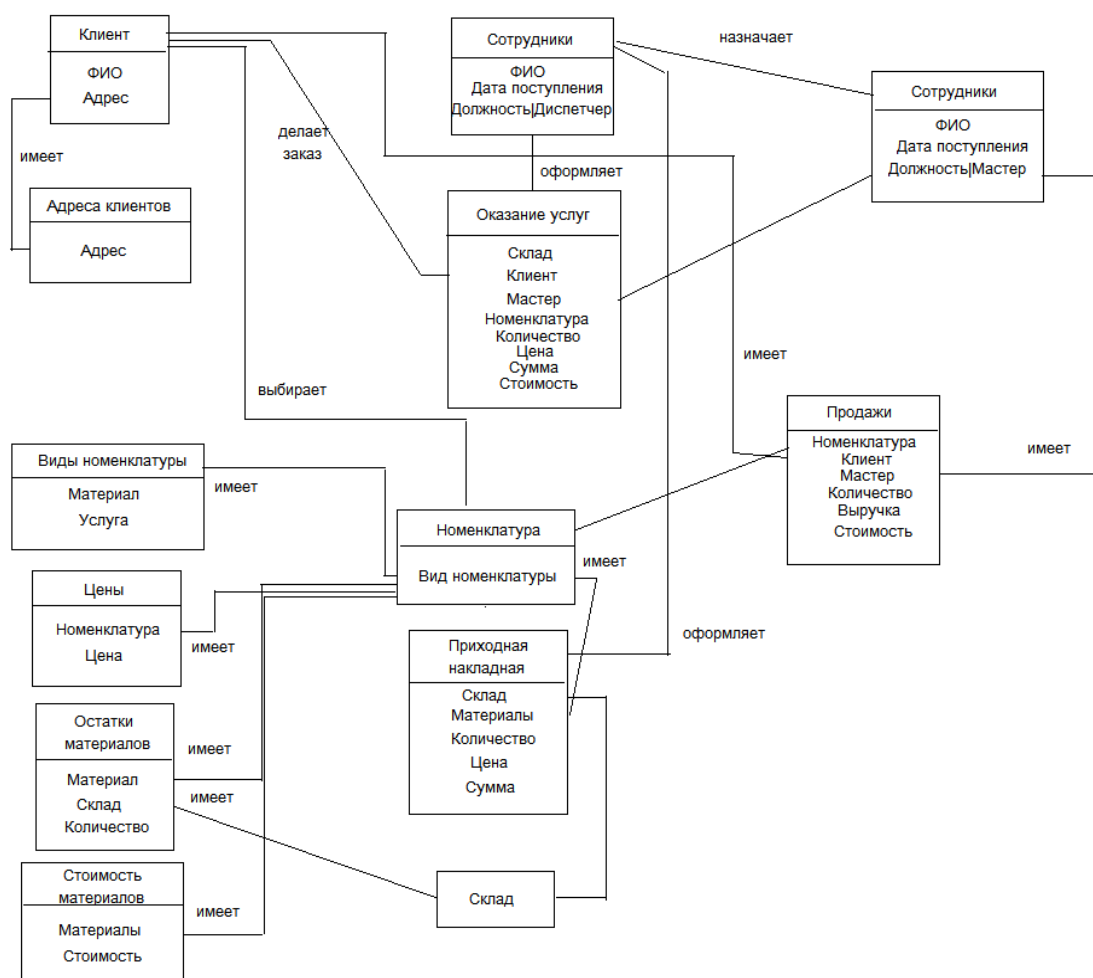 Клиент
ФИО
Адрес
имеет
Адреса клиентов
Адрес
делает
заказ
Сотрудники
ФИО
Дата поступления
Должность|Диспетчер
назначает
Сотрудники
ФИО
Дата поступления
Должность|Мастер
оформляет
Оказание услуг
Склад
Клиент
Мастер
Номенклатура
Количество
Цена
Сумма
Стоимость
имеет
выбирает
Продажи
Номенклатура
Клиент
Мастер
Количество
Выручка
Стоимость
имеет
Виды номенклатуры
Материал
Услуга
имеет
Номенклатура
Вид номенклатуры
имеет
Цены
Номенклатура
Цена
имеет
Приходная
накладная
Склад
Материалы
Количество
Цена
Сумма
оформляет
Остатки
материалов
Материал
Склад
Количество
имеет
имеет
Стоимость
материалов
Материалы
Стоимость
имеет
Склад